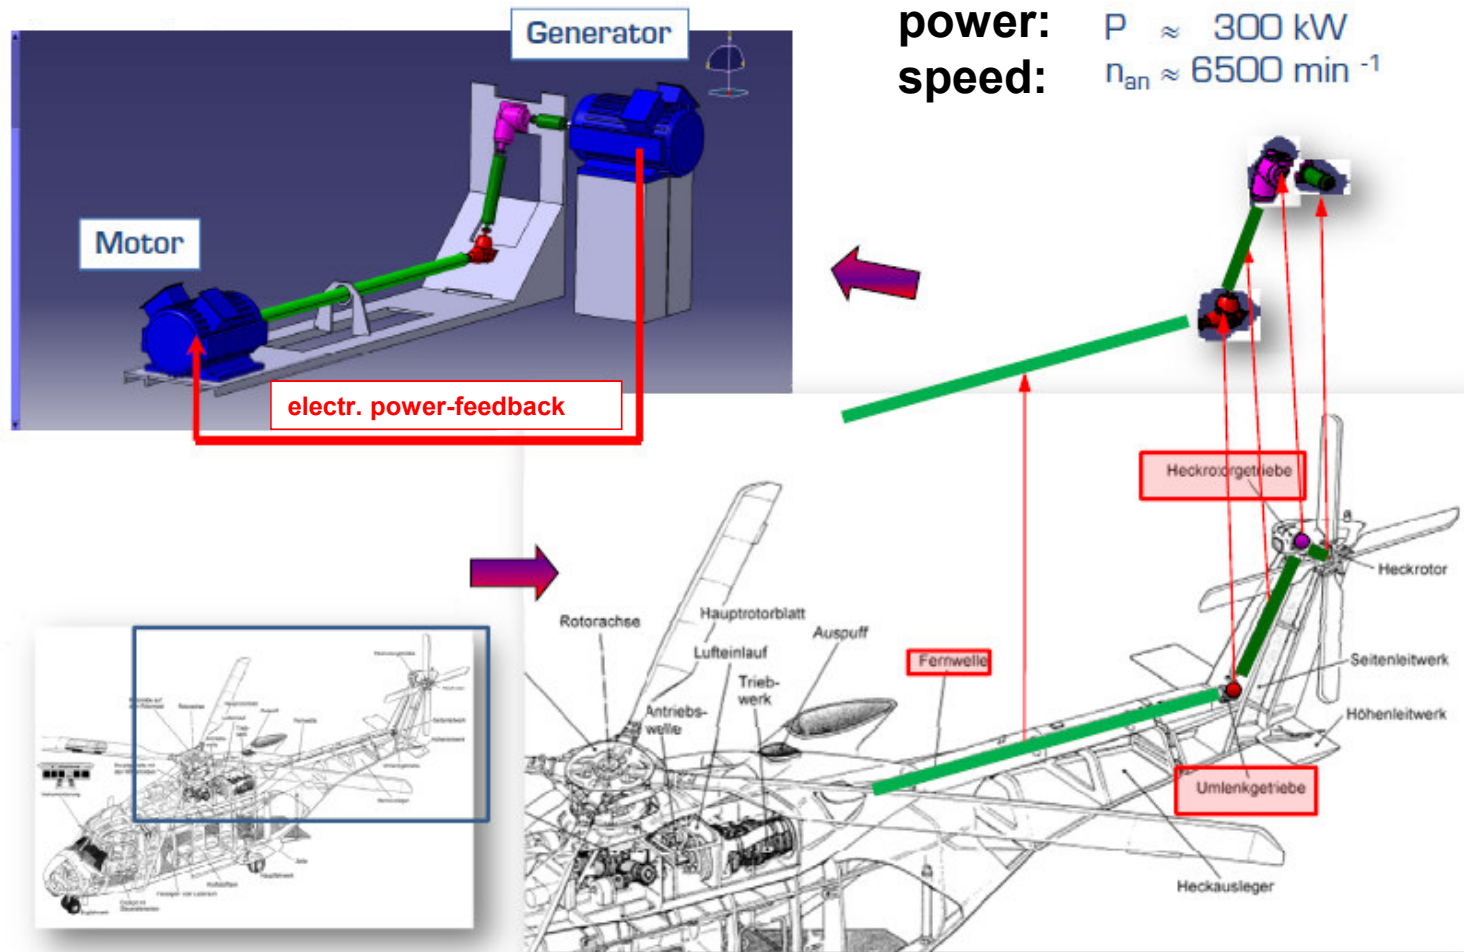 Generator
power: P ≈ 300 kW
speed: nan ≈ 6500 min -1
Motor
electr. power-feedback
Heckrotorgetriebe
Heckrotor
Rotorachse
Hauptrotorblatt
Auspuff
Lufteinlauf
Fernwelle
Seitenleitwerk
Trieb-
werk
Antriebs-
welle
Höhenleitwerk
Umlenkgetriebe
Heckausleger